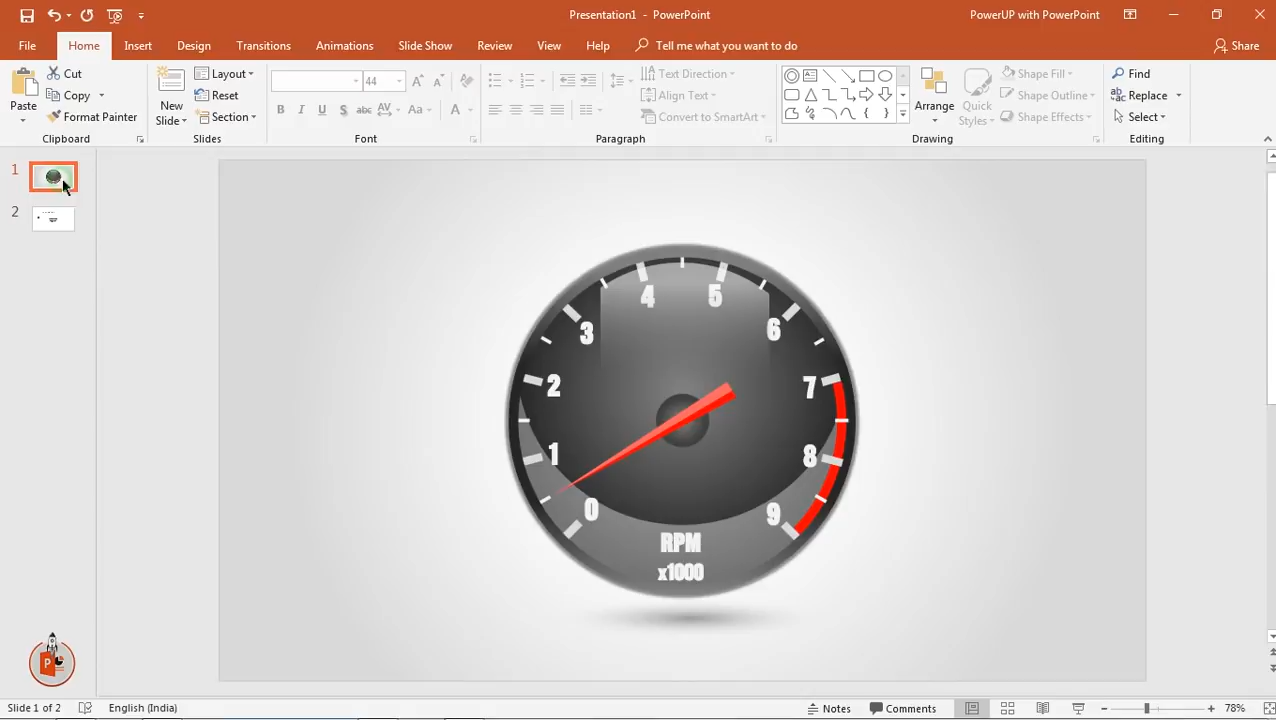 Presentation1 - PowerPoint
PowerUP with PowerPoint
File
Home
Insert
Design
Transitions
Animations
Slide Show
Review
View
Help
Tell me what you want to do
Share
Paste
Cut
Copy
Format Painter
Clipboard
New
Slide
Layout
Reset
Section
Slides
44
A A
B I U S abc AV Aa A
Font
Text Direction
Align Text
Convert to SmartArt
Paragraph
Arrange
Quick
Styles
Shape Fill
Shape Outline
Shape Effects
Drawing
Find
Replace
Select
Editing
1
2
4 5
3 6
2 7
1 8
0 9
RPM
x1000
P
Slide 1 of 2
English (India)
Notes
Comments
78%